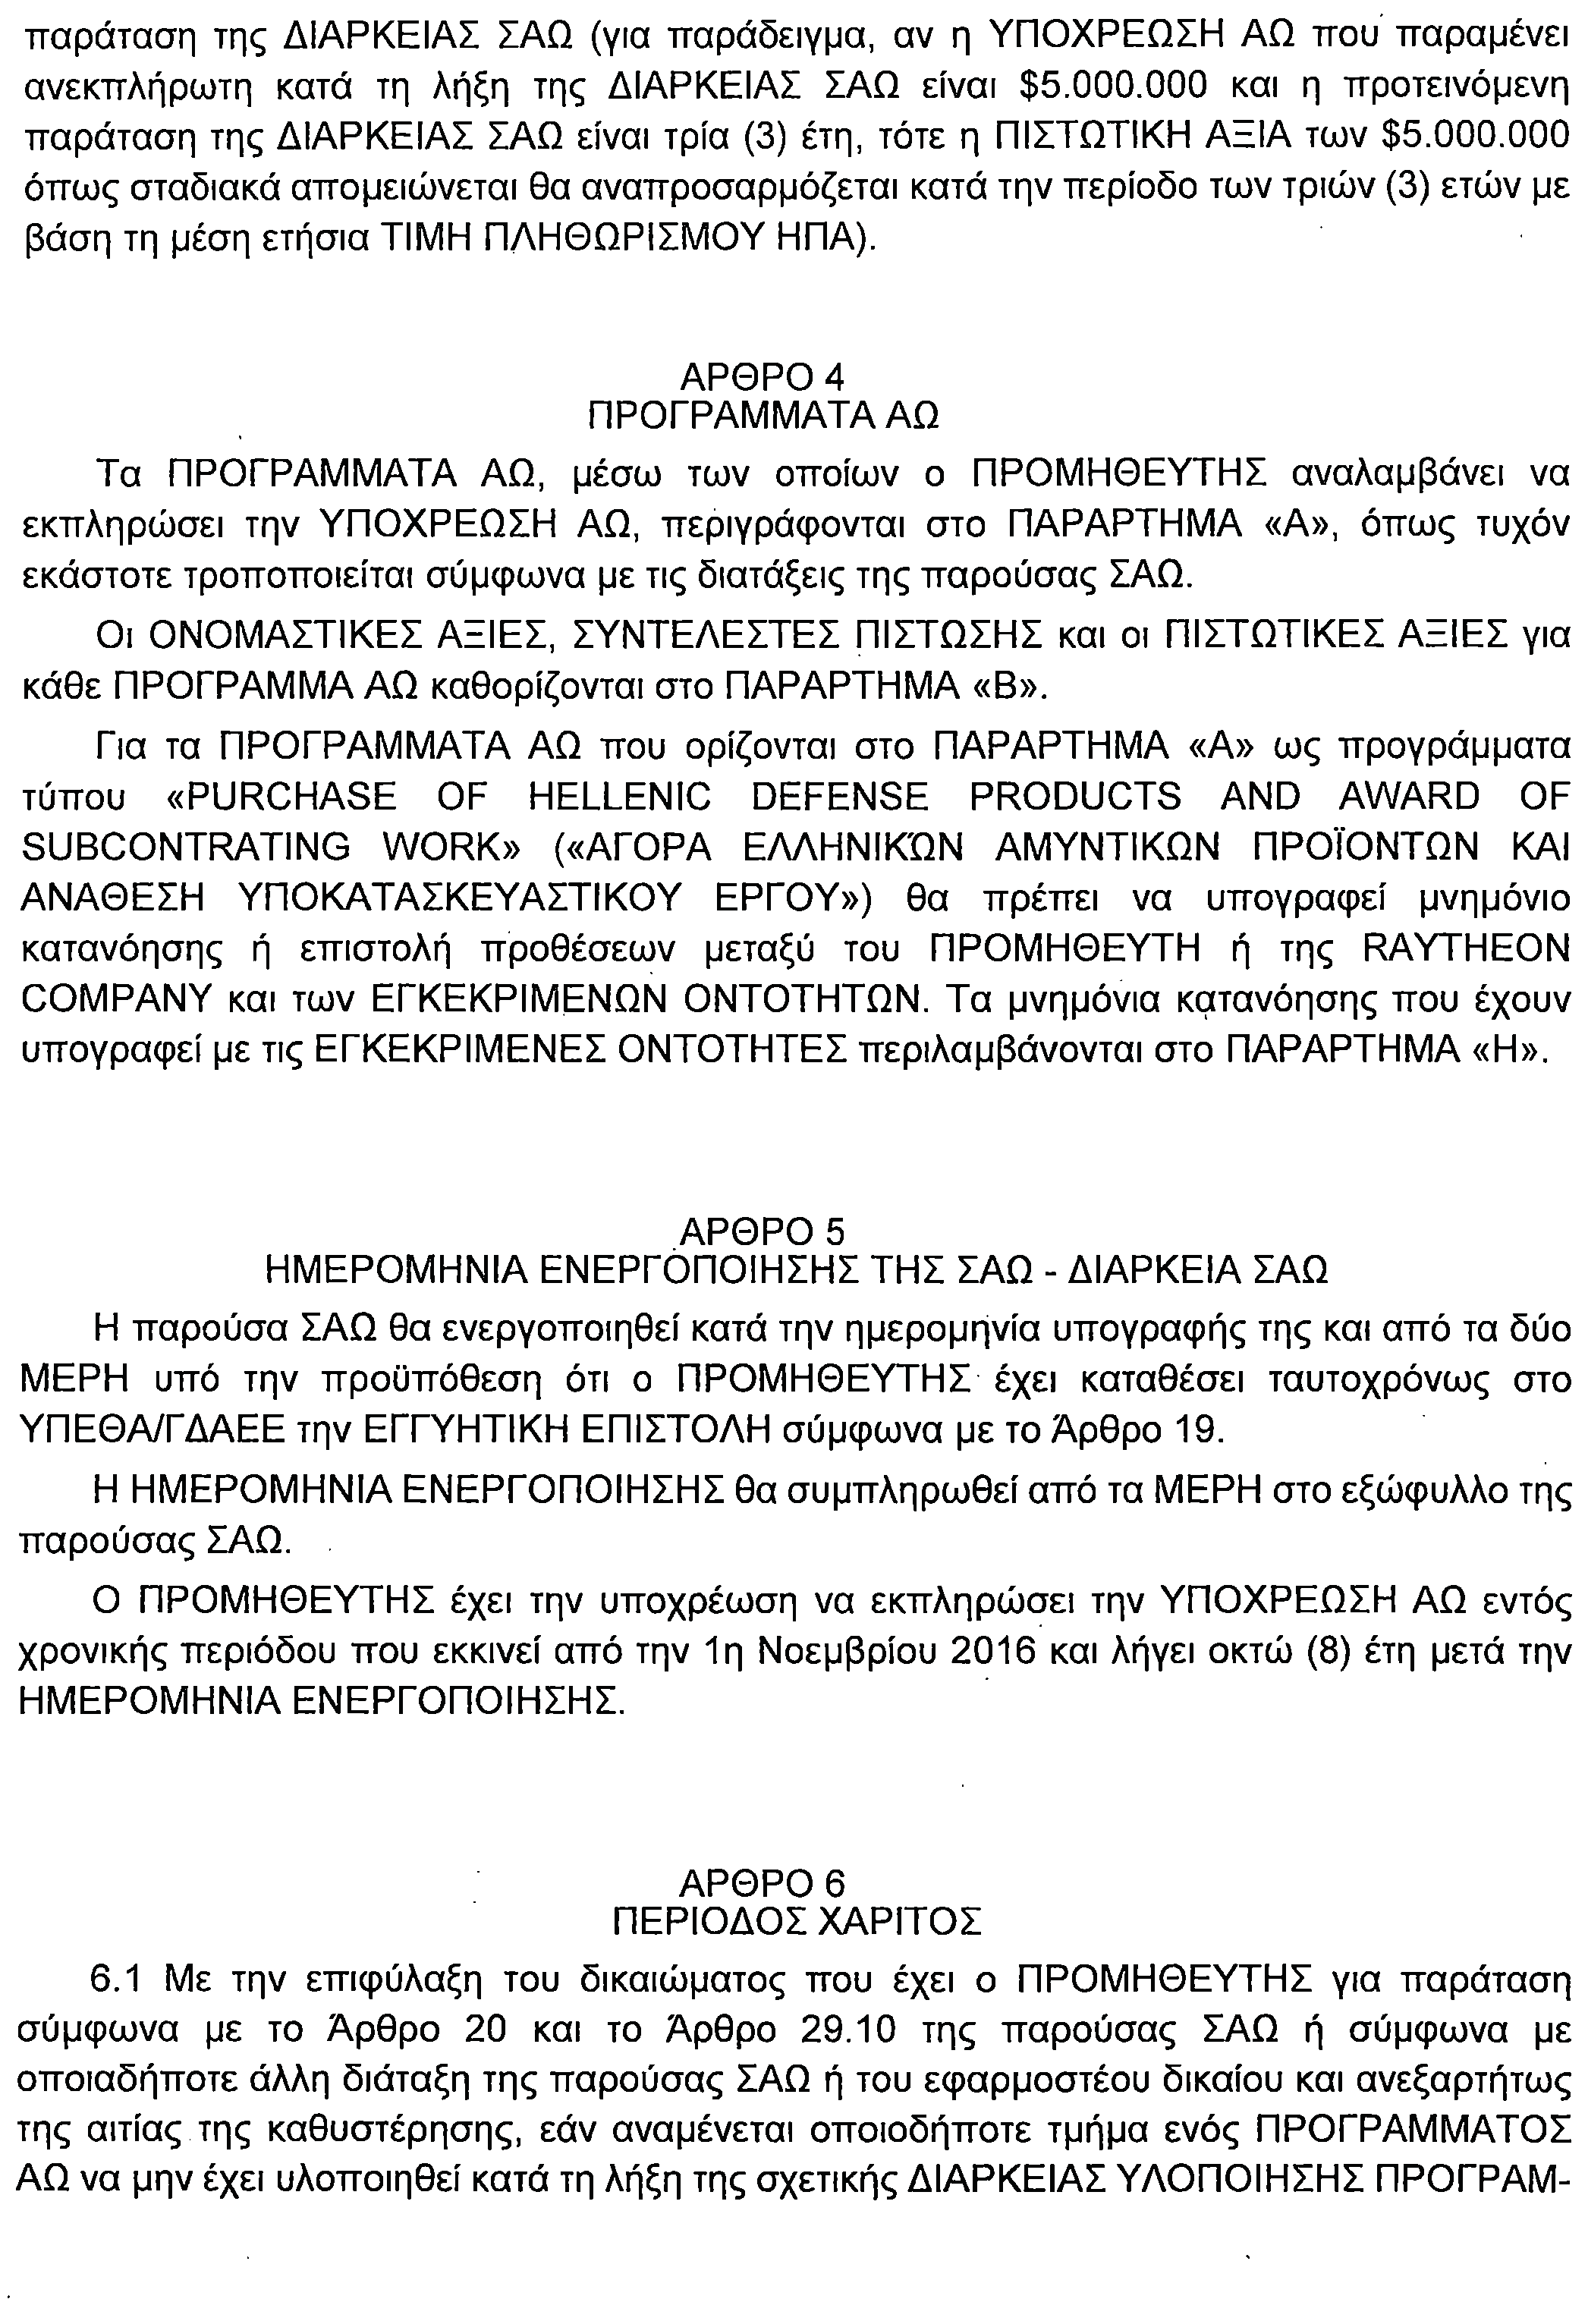 παράταση της ΔΙΑΡΚΕΙΑΣ ΣΑΩ (για παράδειγμα, αν η ΥΠΟΧΡΕΩΣΗ ΑΩ που παραμένει
ανεκπλήρωτη κατά τη λήξη της ΔΙΑΡΚΕΙΑΣ ΣΑΩ είναι $5.000.000 και η προτεινόμενη
παράταση της ΔΙΑΡΚΕΙΑΣ ΣΑΩ είναι τρία (3) έτη, τότε η ΠΙΣΤΩΤΙΚΗ ΑΞΙΑ των $5.000.000
όπως σταδιακά απομειώνεται θα αναπροσαρμόζεται κατά την περίοδο των τριών (3) ετών με
βάση τη μέση ετήσια ΤΙΜΗ ΠΛΗΘΩΡΙΣΜΟΥ ΗΠΑ).
ΑΡΘΡΟ 4
ΠΡΟΓΡΑΜΜΑΤΑ ΑΩ
Τα ΠΡΟΓΡΑΜΜΑΤΑ ΑΩ, μέσω των οποίων ο ΠΡΟΜΗΘΕΥΤΗΣ αναλαμβάνει να
εκπληρώσει την ΥΠΟΧΡΕΩΣΗ ΑΩ, περιγράφονται στο ΠΑΡΑΡΤΗΜΑ «Α», όπως τυχόν
εκάστοτε τροποποιείται σύμφωνα με τις διατάξεις της παρούσας ΣΑΩ.
Οι ΟΝΟΜΑΣΤΙΚΕΣ ΑΞΙΕΣ, ΣΥΝΤΕΛΕΣΤΕΣ ΠΙΣΤΩΣΗΣ και οι ΠΙΣΤΩΤΙΚΕΣ ΑΞΙΕΣ για
κάθε ΠΡΟΓΡΑΜΜΑ ΑΩ καθορίζονται στο ΠΑΡΑΡΤΗΜΑ «Β».
Για τα ΠΡΟΓΡΑΜΜΑΤΑ ΑΩ που ορίζονται στο ΠΑΡΑΡΤΗΜΑ «Α» ως προγράμματα
τύπου «PURCHASE OF HELLENIC DEFENSE PRODUCTS AND AWARD OF
SUBCONTRATING WORK» («ΑΓΟΡΑ ΕΛΛΗΝΙΚΏΝ ΑΜΥΝΤΙΚΩΝ ΠΡΟΪΟΝΤΩΝ ΚΑΙ
ΑΝΑΘΕΣΗ ΥΠΟΚΑΤΑΣΚΕΥΑΣΤΙΚΟΥ ΕΡΓΟΥ») θα πρέπει να υπογραφεί μνημόνιο
κατανόησης ή επιστολή προθέσεων μεταξύ του ΠΡΟΜΗΘΕΥΤΗ ή της RAYTHEON
COMPANY και των ΕΓΚΕΚΡΙΜΕΝΩΝ ΟΝΤΟΤΗΤΩΝ. Τα μνημόνια κατανόησης που έχουν
υπογραφεί με τις ΕΓΚΕΚΡΙΜΕΝΕΣ ΟΝΤΟΤΗΤΕΣ περιλαμβάνονται στο ΠΑΡΑΡΤΗΜΑ «Η».
ΑΡΘΡΟ 5
ΗΜΕΡΟΜΗΝΙΑ ΕΝΕΡΓΟΠΟΙΗΣΗΣ ΤΗΣ ΣΑΩ - ΔΙΑΡΚΕΙΑ ΣΑΩ
Η παρούσα ΣΑΩ θα ενεργοποιηθεί κατά την ημερομηνία υπογραφής της και από τα δύο
ΜΕΡΗ υπό την προϋπόθεση ότι ο ΠΡΟΜΗΘΕΥΤΗΣ έχει καταθέσει ταυτοχρόνως στο
ΥΠΕΘΑ/ΓΔΑΕΕ την ΕΓΓΥΗΤΙΚΗ ΕΠΙΣΤΟΛΗ σύμφωνα με το Άρθρο 19.
Η ΗΜΕΡΟΜΗΝΙΑ ΕΝΕΡΓΟΠΟΙΗΣΗΣ θα συμπληρωθεί από τα ΜΕΡΗ στο εξώφυλλο της
παρούσας ΣΑΩ.
Ο ΠΡΟΜΗΘΕΥΤΗΣ έχει την υποχρέωση να εκπληρώσει την ΥΠΟΧΡΕΩΣΗ ΑΩ εντός
χρονικής περιόδου που εκκινεί από την 1η Νοεμβρίου 2016 και λήγει οκτώ (8) έτη μετά την
ΗΜΕΡΟΜΗΝΙΑ ΕΝΕΡΓΟΠΟΙΗΣΗΣ.
ΑΡΘΡΟ 6
ΠΕΡΙΟΔΟΣ ΧΑΡΙΤΟΣ
6.1 Με την επιφύλαξη του δικαιώματος που έχει ο ΠΡΟΜΗΘΕΥΤΗΣ για παράταση
σύμφωνα με το Άρθρο 20 και το Άρθρο 29.10 της παρούσας ΣΑΩ ή σύμφωνα με
οποιαδήποτε άλλη διάταξη της παρούσας ΣΑΩ ή του εφαρμοστέου δικαίου και ανεξαρτήτως
της αιτίας της καθυστέρησης, εάν αναμένεται οποιοδήποτε τμήμα ενός ΠΡΟΓΡΑΜΜΑΤΟΣ
ΑΩ να μην έχει υλοποιηθεί κατά τη λήξη της σχετικής ΔΙΑΡΚΕΙΑΣ ΥΛΟΠΟΙΗΣΗΣ ΠΡΟΓΡΑΜ-